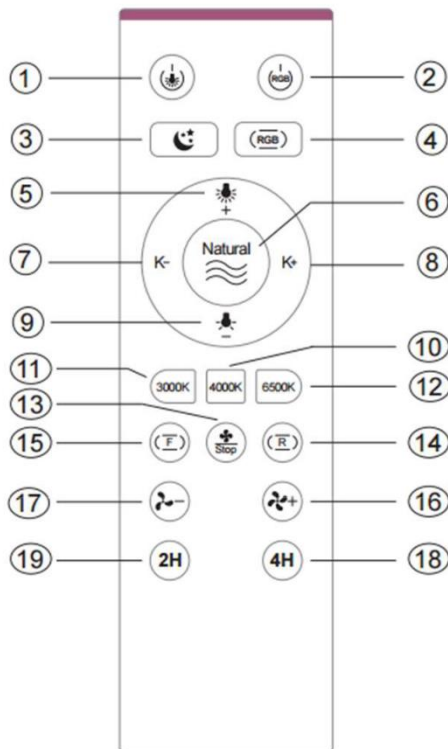 ① ②
RGB
③ RGB ④
⑤ + ⑥
Natural
⑦ K- K+ ⑧
⑨ −
⑩
⑪ 3000K 4000K 6500K ⑫
⑬
⑮ F Stop R ⑭
⑰ − + ⑯
⑲ 2H 4H ⑱